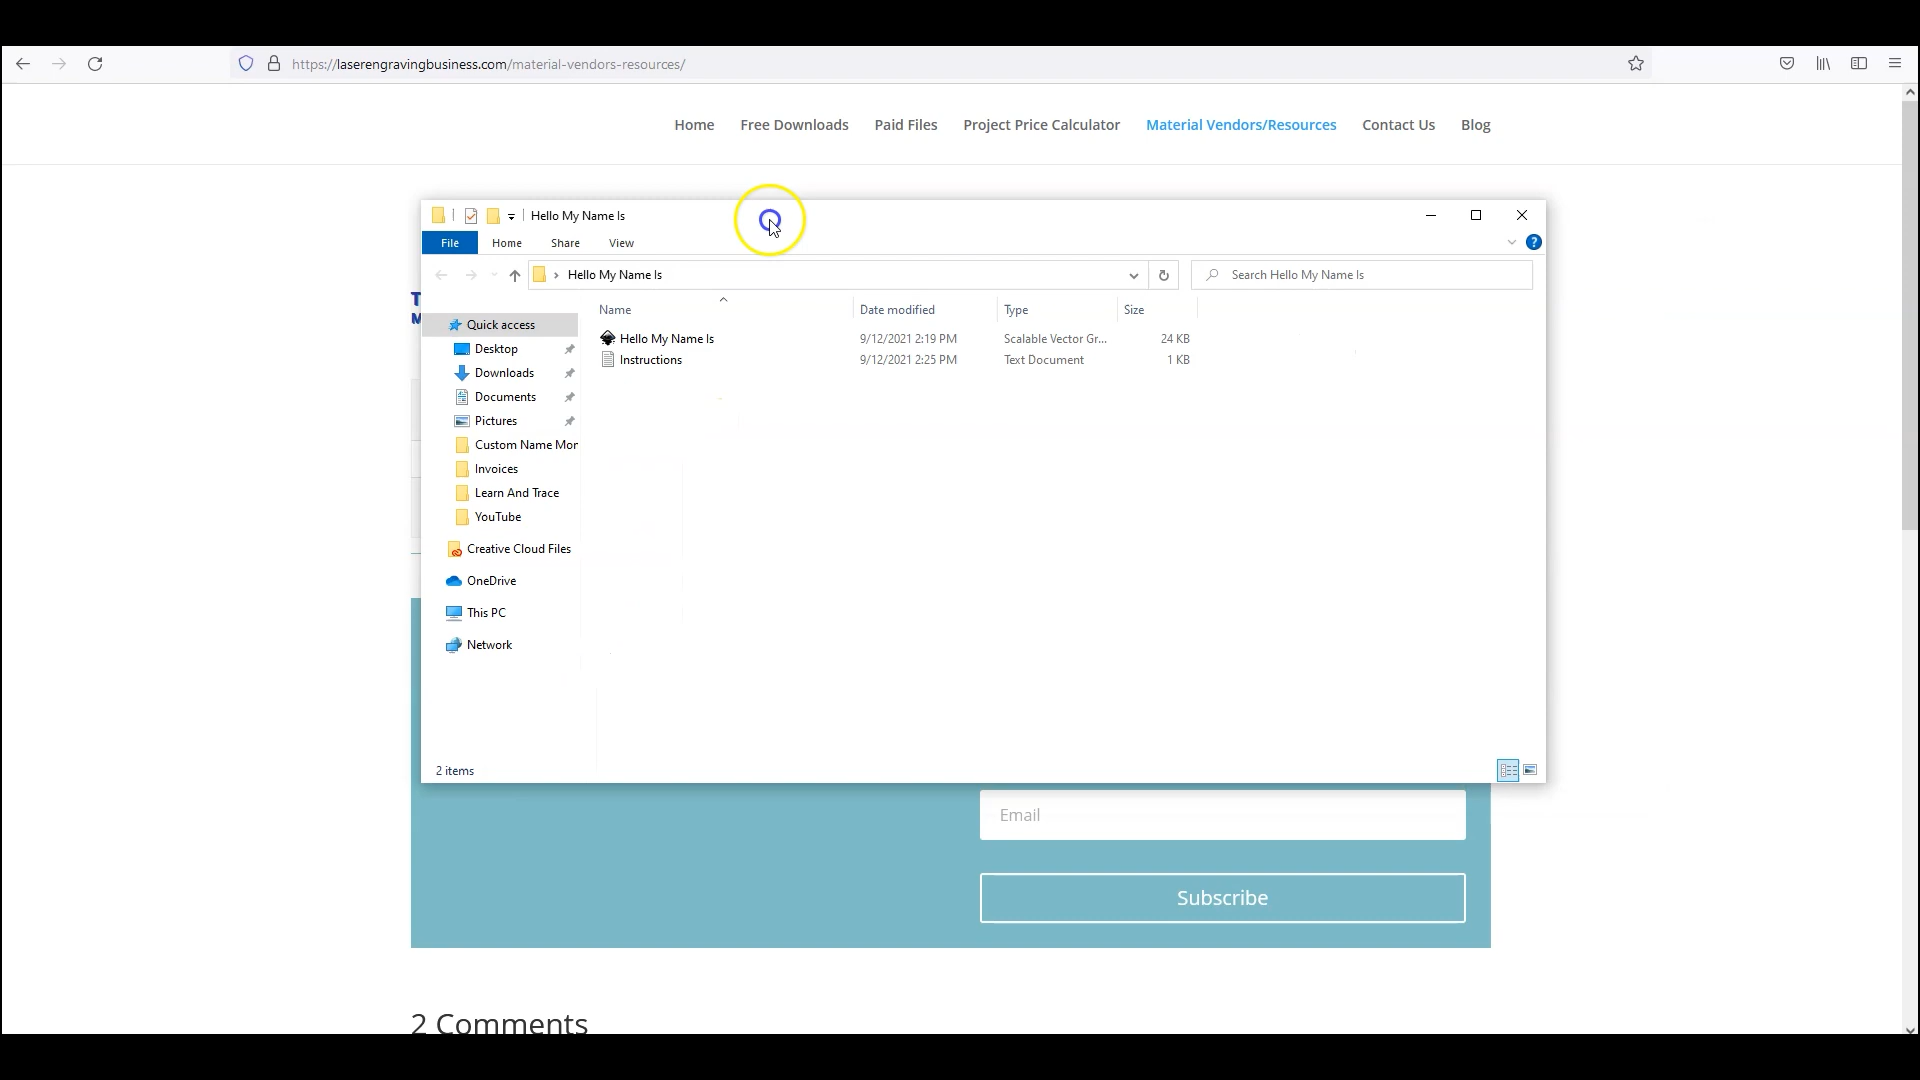 https://laserengravingbusiness.com/material-vendors-resources/
Home Free Downloads Paid Files Project Price Calculator Material Vendors/Resources Contact Us Blog
Hello My Name Is
File Home Share View
Hello My Name Is
Search Hello My Name Is
Name Date modified Type Size
Hello My Name Is 9/12/2021 2:19 PM Scalable Vector Gr... 24 KB
Instructions 9/12/2021 2:25 PM Text Document 1 KB
Quick access
Desktop
Downloads
Documents
Pictures
Custom Name Mon
Invoices
Learn And Trace
YouTube
Creative Cloud Files
OneDrive
This PC
Network
2 items
Email
Subscribe
2 Comments